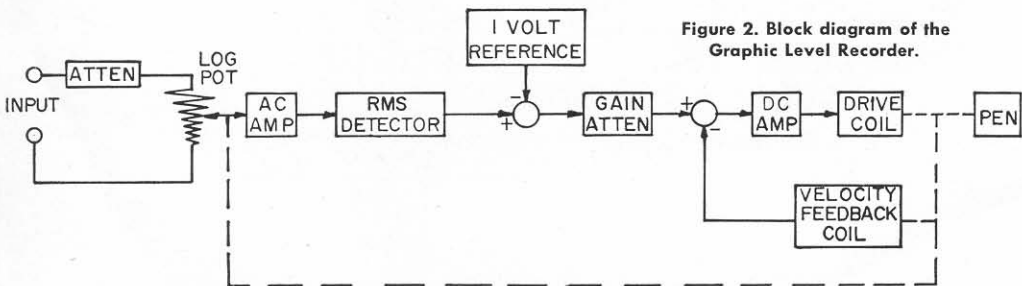 Figure 2. Block diagram of the
Graphic Level Recorder.
1 VOLT
REFERENCE
INPUT
ATTEN
LOG
POT
AC
AMP
RMS
DETECTOR
-
+
GAIN
ATTEN
+
-
DC
AMP
DRIVE
COIL
PEN
VELOCITY
FEEDBACK
COIL